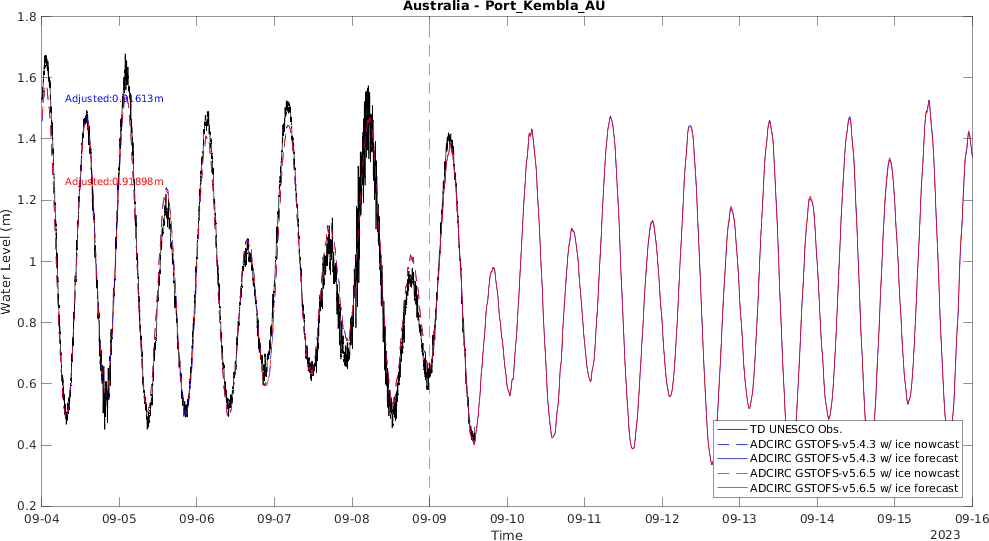 Australia - Port_Kembla_AU
1.8
1.6
1.4
1.2
1
0.8
0.6
0.4
0.2
Water Level (m)
Adjusted:0.91613m
Adjusted:0.91898m
TD UNESCO Obs.
ADCIRC GSTOFS-v5.4.3 w/ ice nowcast
ADCIRC GSTOFS-v5.4.3 w/ ice forecast
ADCIRC GSTOFS-v5.6.5 w/ ice nowcast
ADCIRC GSTOFS-v5.6.5 w/ ice forecast
09-04 09-05 09-06 09-07 09-08 09-09 09-10 09-11 09-12 09-13 09-14 09-15 09-16
Time
2023